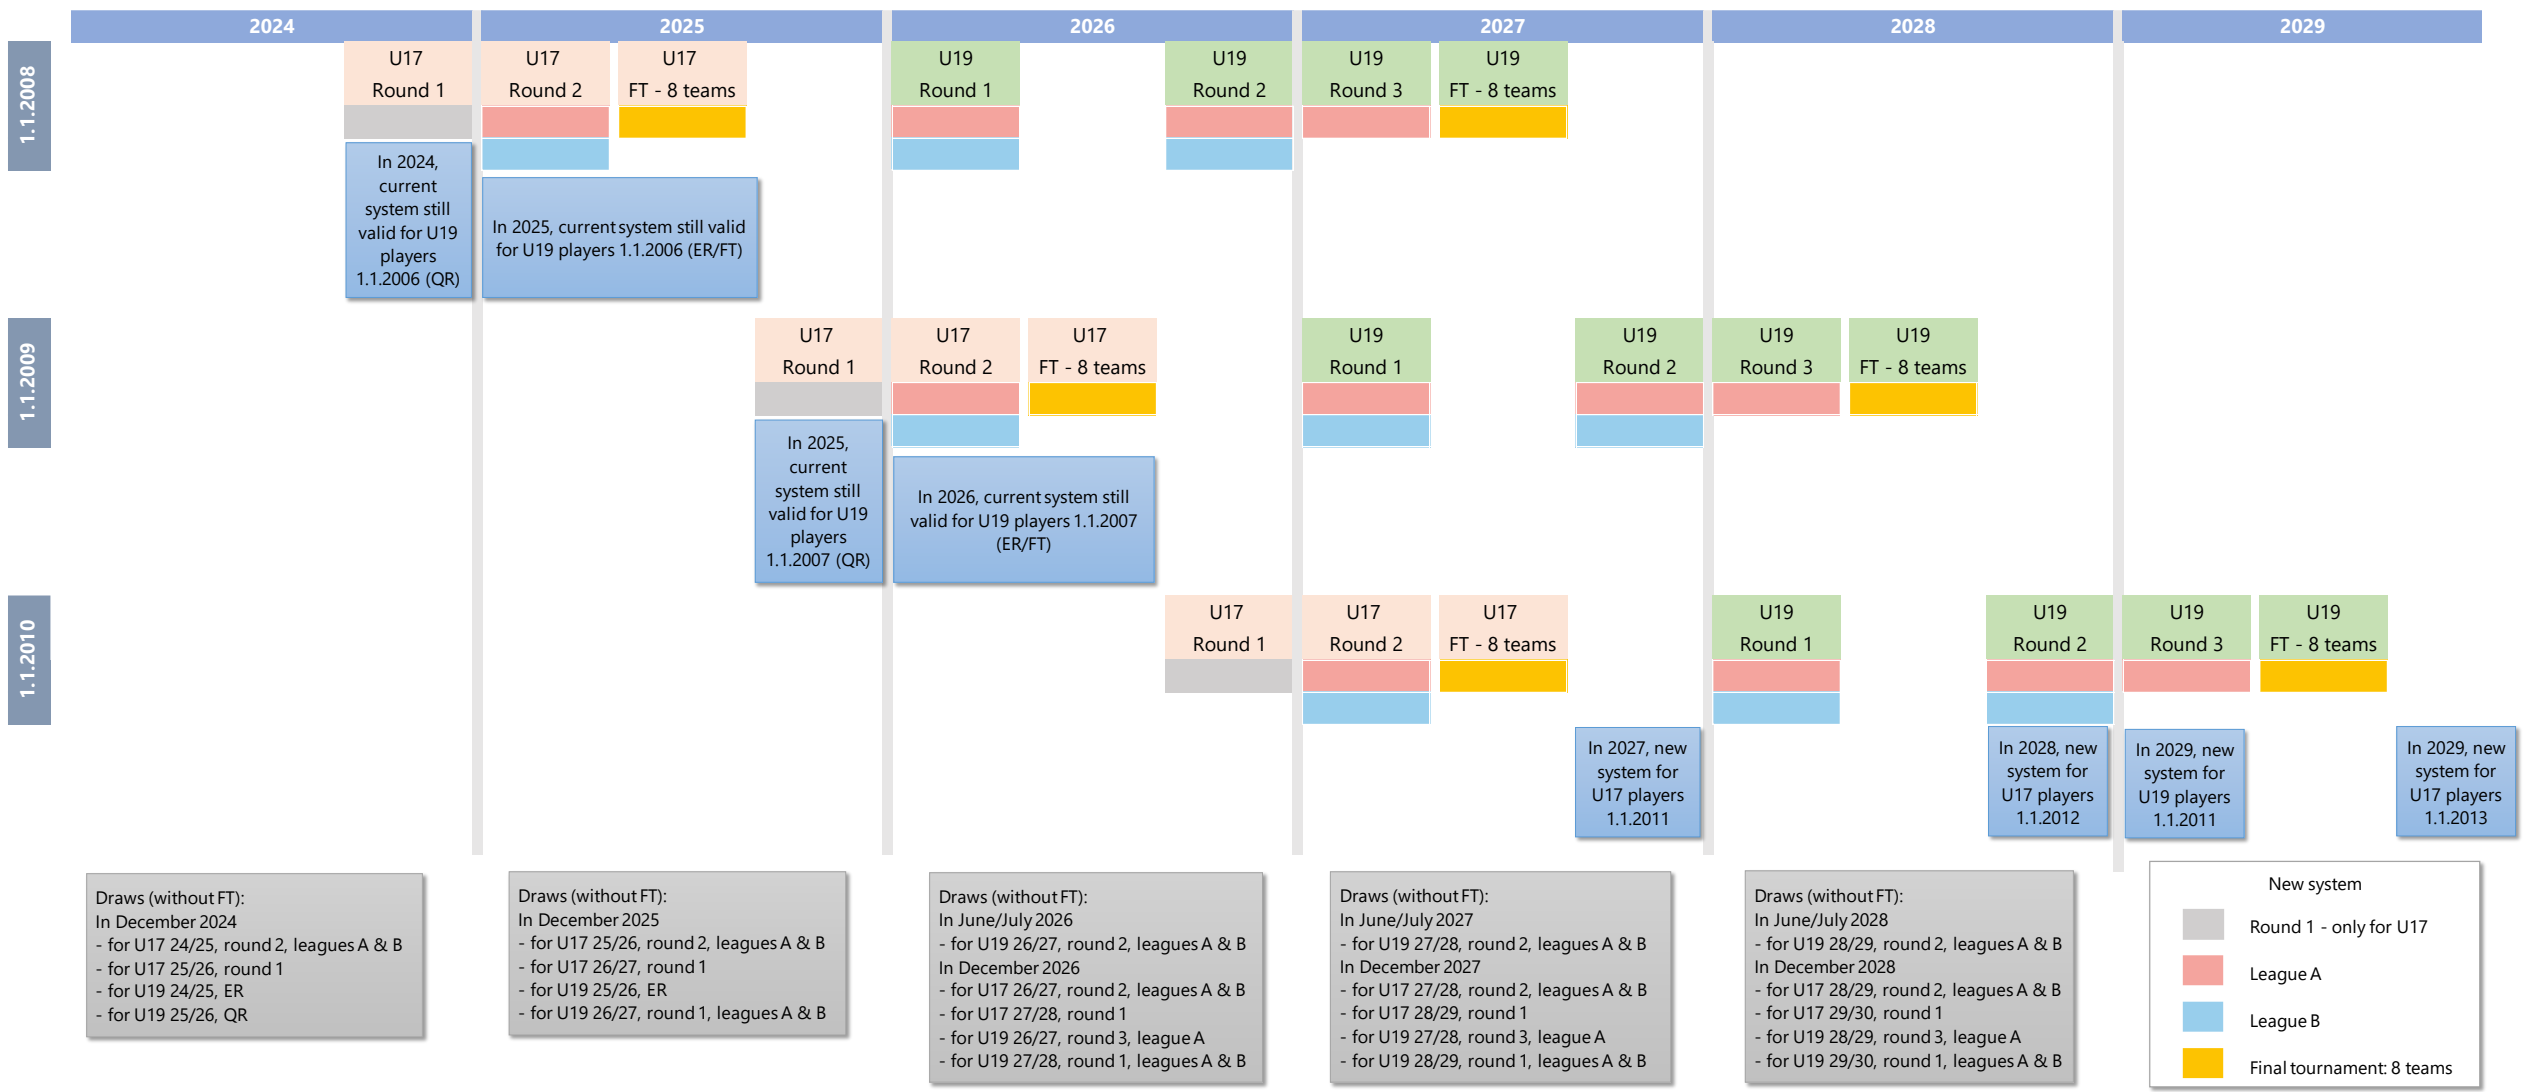 2024
2025
2026
2027
2028
2029
1.1.2008
U17
Round 1
U17
Round 2
U17
FT - 8 teams
U19
Round 1
U19
Round 2
U19
Round 3
U19
FT - 8 teams
In 2024,
current
system still
valid for U19
players
1.1.2006 (QR)
In 2025, current system still valid
for U19 players 1.1.2006 (ER/FT)
1.1.2009
U17
Round 1
U17
Round 2
U17
FT - 8 teams
U19
Round 1
U19
Round 2
U19
Round 3
U19
FT - 8 teams
In 2025,
current
system still
valid for U19
players
1.1.2007 (QR)
In 2026, current system still
valid for U19 players 1.1.2007
(ER/FT)
1.1.2010
U17
Round 1
U17
Round 2
U17
FT - 8 teams
U19
Round 1
U19
Round 2
U19
Round 3
U19
FT - 8 teams
In 2027, new
system for
U17 players
1.1.2011
In 2028, new
system for
U17 players
1.1.2012
In 2029, new
system for
U19 players
1.1.2011
In 2029, new
system for
U17 players
1.1.2013
Draws (without FT):
In December 2024
- for U17 24/25, round 2, leagues A & B
- for U17 25/26, round 1
- for U19 24/25, ER
- for U19 25/26, QR
Draws (without FT):
In December 2025
- for U17 25/26, round 2, leagues A & B
- for U17 26/27, round 1
- for U19 25/26, ER
- for U19 26/27, round 1, leagues A & B
Draws (without FT):
In June/July 2026
- for U19 26/27, round 2, leagues A & B
In December 2026
- for U17 26/27, round 2, leagues A & B
- for U17 27/28, round 1
- for U19 26/27, round 3, league A
- for U19 27/28, round 1, leagues A & B
Draws (without FT):
In June/July 2027
- for U19 27/28, round 2, leagues A & B
In December 2027
- for U17 27/28, round 2, leagues A & B
- for U17 28/29, round 1
- for U19 27/28, round 3, league A
- for U19 28/29, round 1, leagues A & B
Draws (without FT):
In June/July 2028
- for U19 28/29, round 2, leagues A & B
In December 2028
- for U17 28/29, round 2, leagues A & B
- for U17 29/30, round 1
- for U19 28/29, round 3, league A
- for U19 29/30, round 1, leagues A & B
New system
Round 1 - only for U17
League A
League B
Final tournament: 8 teams